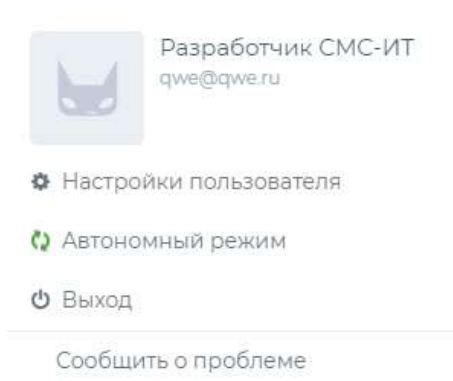 Разработчик СМС-ИТ
qwe@qwe.ru
Настройки пользователя
Автономный режим
Выход
Сообщить о проблеме